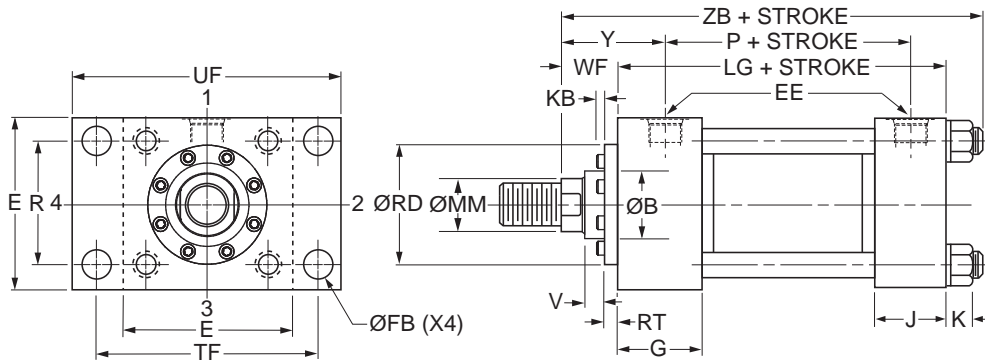 ZB + STROKE
Y
P + STROKE
UF
WF
LG + STROKE
1
KB
EE
E
R
4
2
ØRD
ØMM
ØB
3
V
ØFB (X4)
E
RT
J
K
TF
G